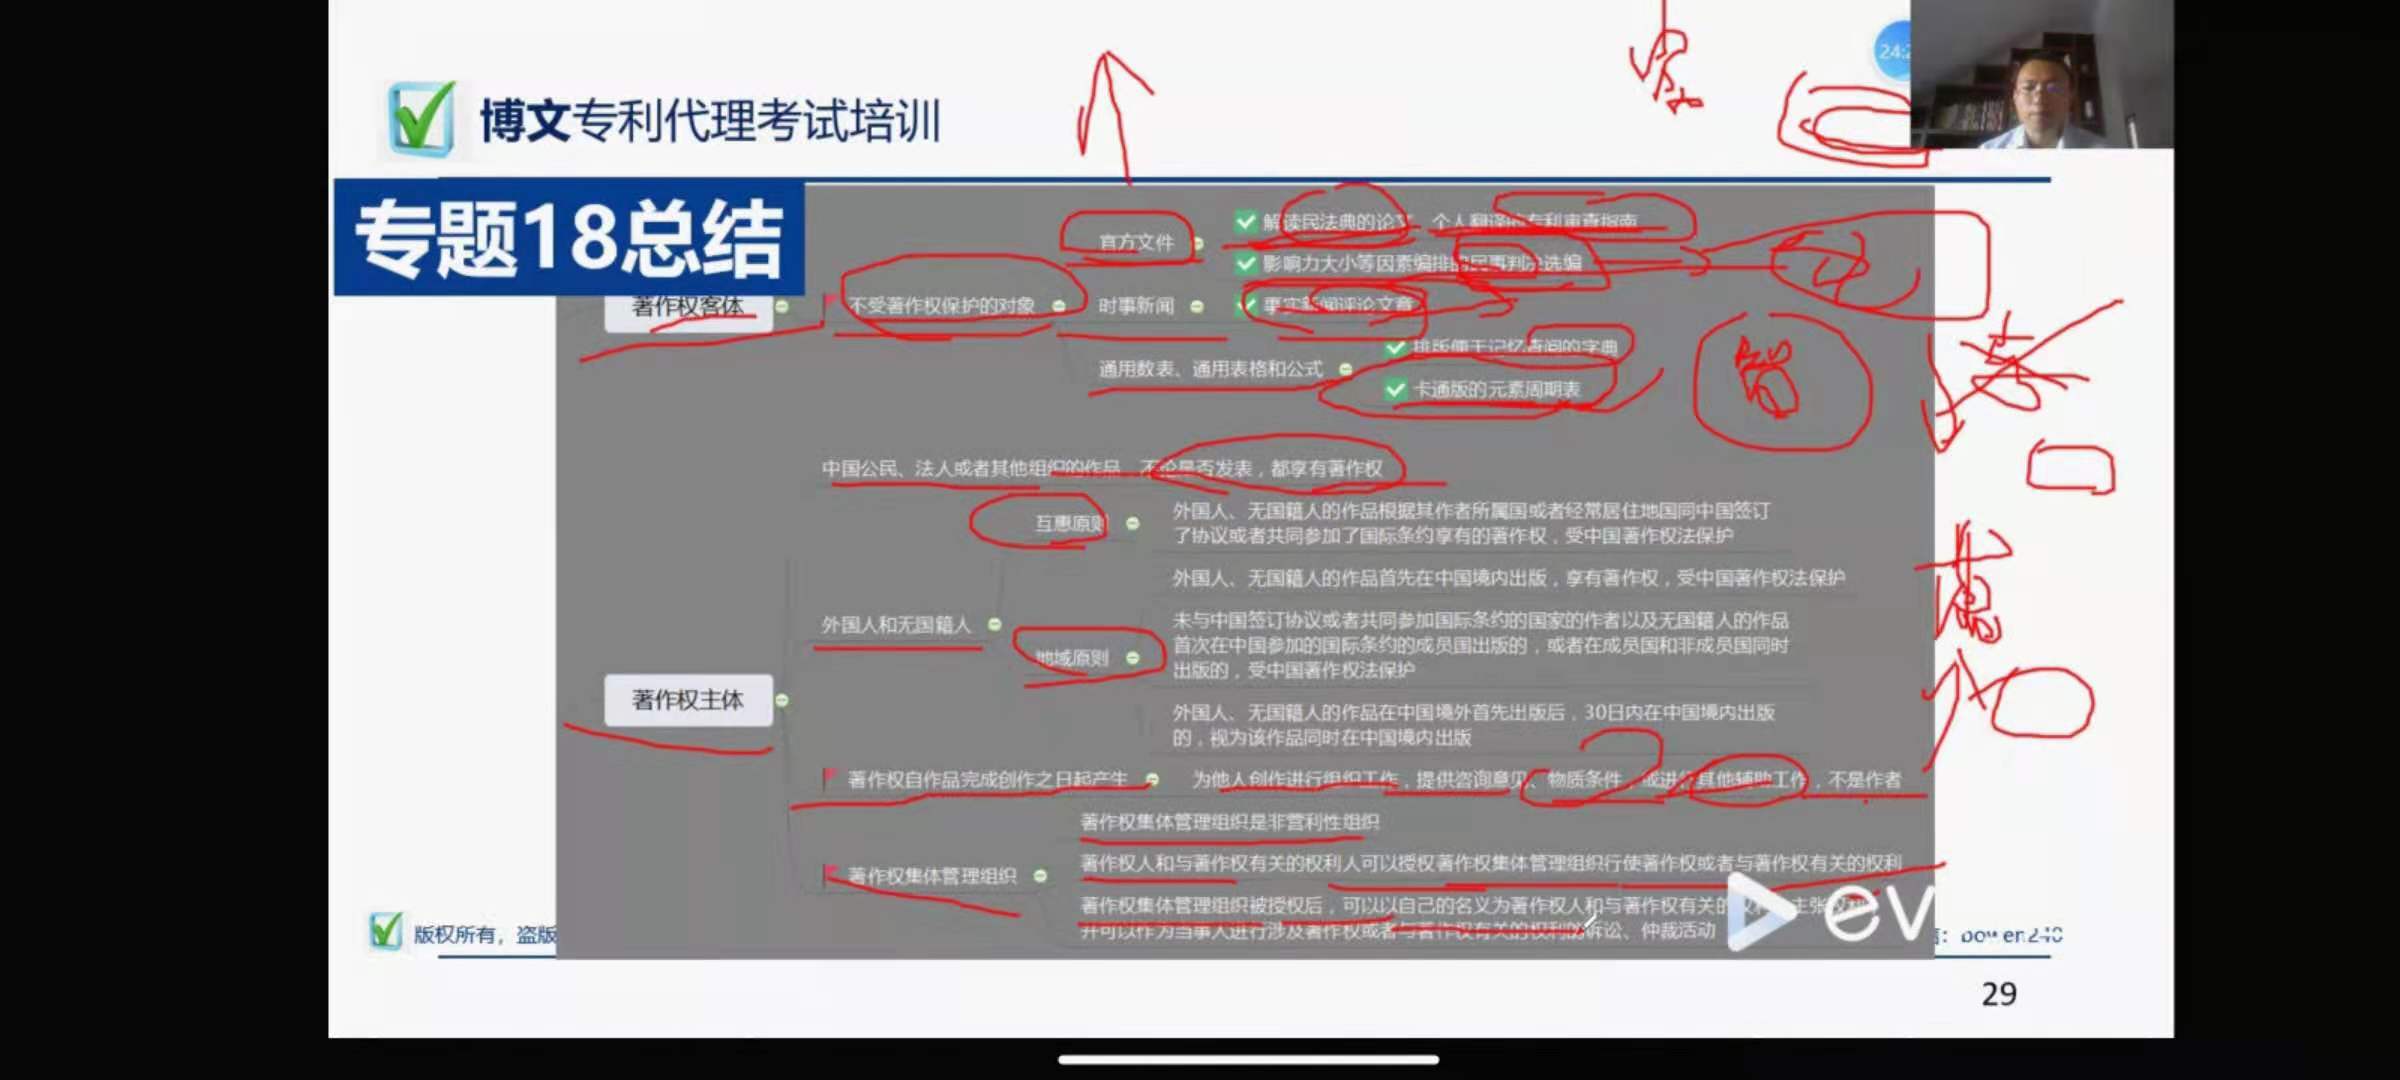 博文专利代理考试培训
专题18总结
著作权客体
不受著作权保护的对象
官方文件
解读民法典的论文、个人翻译的专利审查指南
影响力大小等因素编排的民事判决选编
时事新闻
事实新闻评论文章
通用数表、通用表格和公式
排版便于记忆查阅的字典
卡通版的元素周期表
著作权主体
中国公民、法人或者其他组织的作品,不论是否发表,都享有著作权
外国人和无国籍人
互惠原则
外国人、无国籍人的作品根据其作者所属国或者经常居住地国同中国签订
了协议或者共同参加了国际条约享有的著作权,受中国著作权法保护
地域原则
外国人、无国籍人的作品首先在中国境内出版,享有著作权,受中国著作权法保护
未与中国签订协议或者共同参加国际条约的国家的作者以及无国籍人的作品
首次在中国参加的国际条约的成员国出版的,或者在成员国和非成员国同时
出版的,受中国著作权法保护
外国人、无国籍人的作品在中国境外首先出版后,30日内在中国境内出版
的,视为该作品同时在中国境内出版
著作权自作品完成创作之日起产生
为他人创作进行组织工作,提供咨询意见、物质条件,或进行其他辅助工作,不是作者
著作权集体管理组织
著作权集体管理组织是非营利性组织
著作权人和与著作权有关的权利人可以授权著作权集体管理组织行使著作权或者与著作权有关的权利
著作权集体管理组织被授权后,可以以自己的名义为著作权人和与著作权有关的权利人主张权利
并可以作为当事人进行涉及著作权或者与著作权有关的权利的诉讼、仲裁活动
版权所有,盗版
ev
: bowen240
29